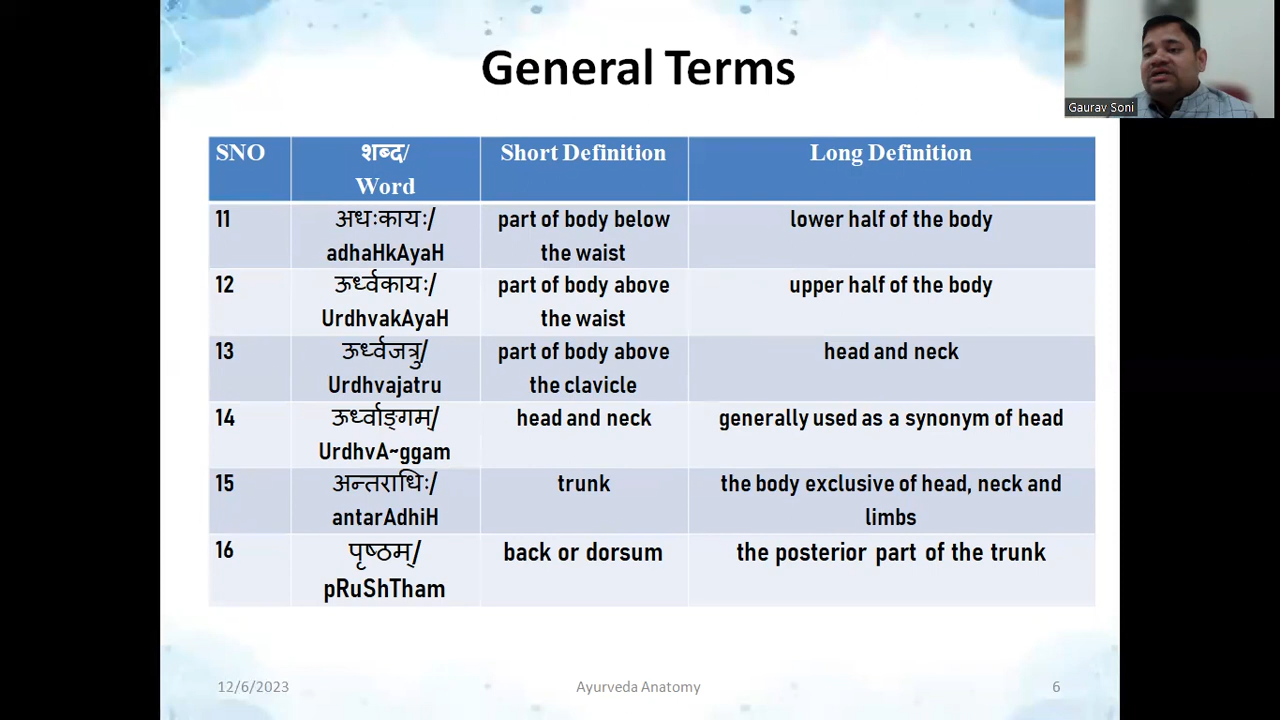 General Terms
Gaurav Soni
SNO
शब्द/
Word
Short Definition
Long Definition
11
अधःकायः/
adhaHkAyaH
part of body below
the waist
lower half of the body
12
ऊर्ध्वकायः/
UrdhvakAyaH
part of body above
the waist
upper half of the body
13
ऊर्ध्वजत्रु/
Urdhvajatru
part of body above
the clavicle
head and neck
14
ऊर्ध्वाङ्गम्/
UrdhvA~ggam
head and neck
generally used as a synonym of head
15
अन्तराधिः/
antarAdhiH
trunk
the body exclusive of head, neck and
limbs
16
पृष्ठम्/
pRuShTham
back or dorsum
the posterior part of the trunk
12/6/2023
Ayurveda Anatomy
6